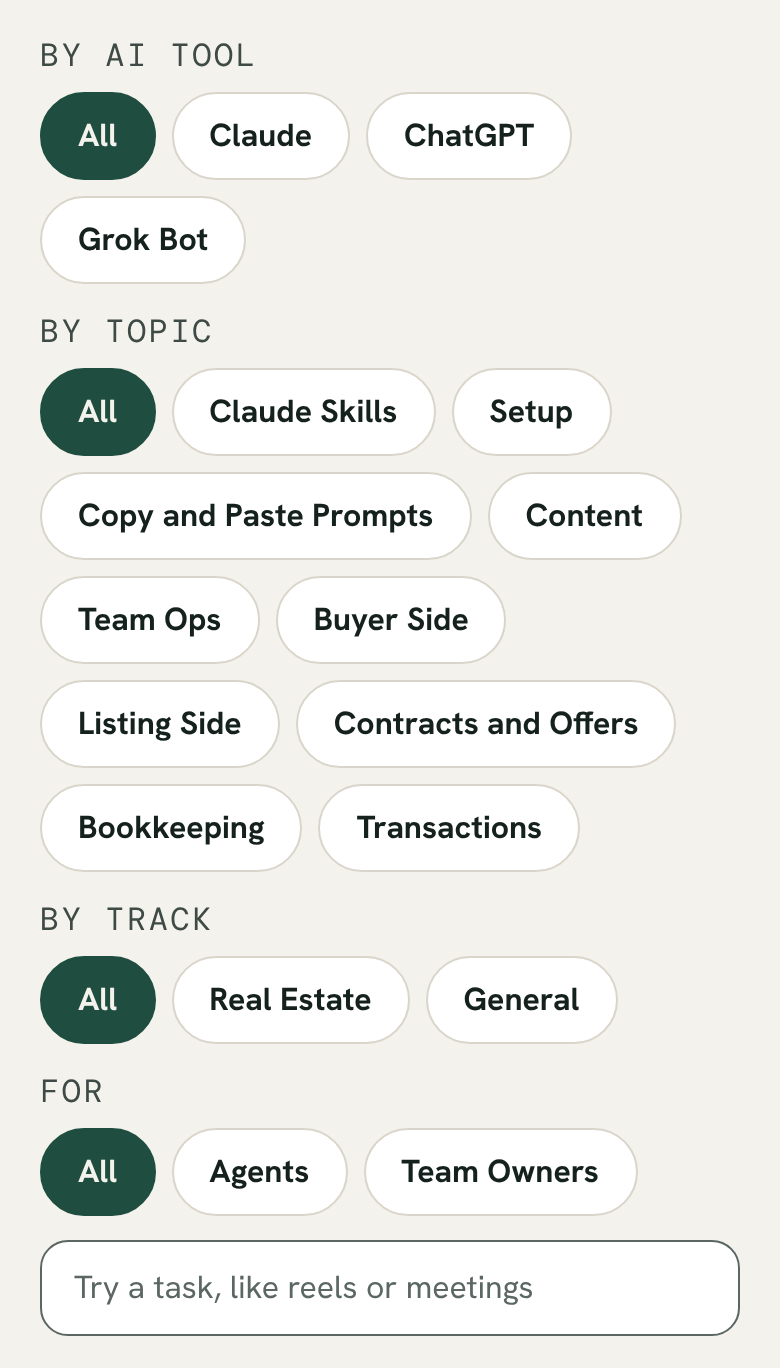 BY AI TOOL
All Claude ChatGPT
Grok Bot
BY TOPIC
All Claude Skills Setup
Copy and Paste Prompts Content
Team Ops Buyer Side
Listing Side Contracts and Offers
Bookkeeping Transactions
BY TRACK
All Real Estate General
FOR
All Agents Team Owners
Try a task, like reels or meetings